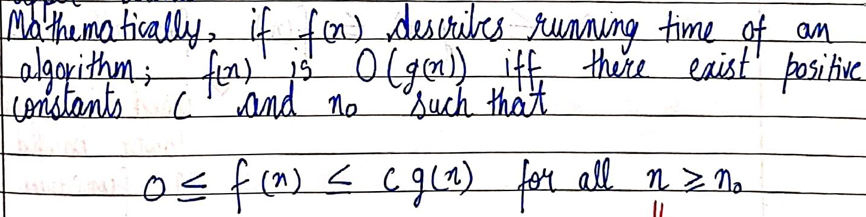 Mathematically, if f(n) describes running time of an
algorithm; f(n) is O(g(n)) iff there exist positive
constants C and n₀ such that
0 ≤ f(n) ≤ c g(n) for all n ≥ n₀